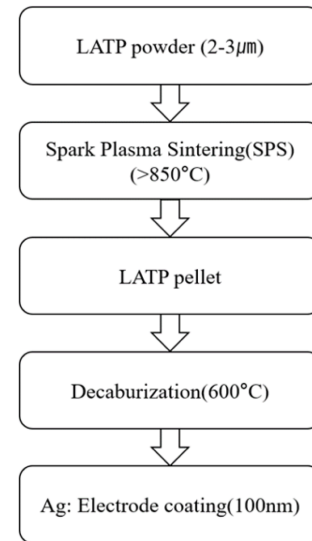 LATP powder (2-3㎛)
Spark Plasma Sintering(SPS)
(>850°C)
LATP pellet
Decaburization(600°C)
Ag: Electrode coating(100nm)